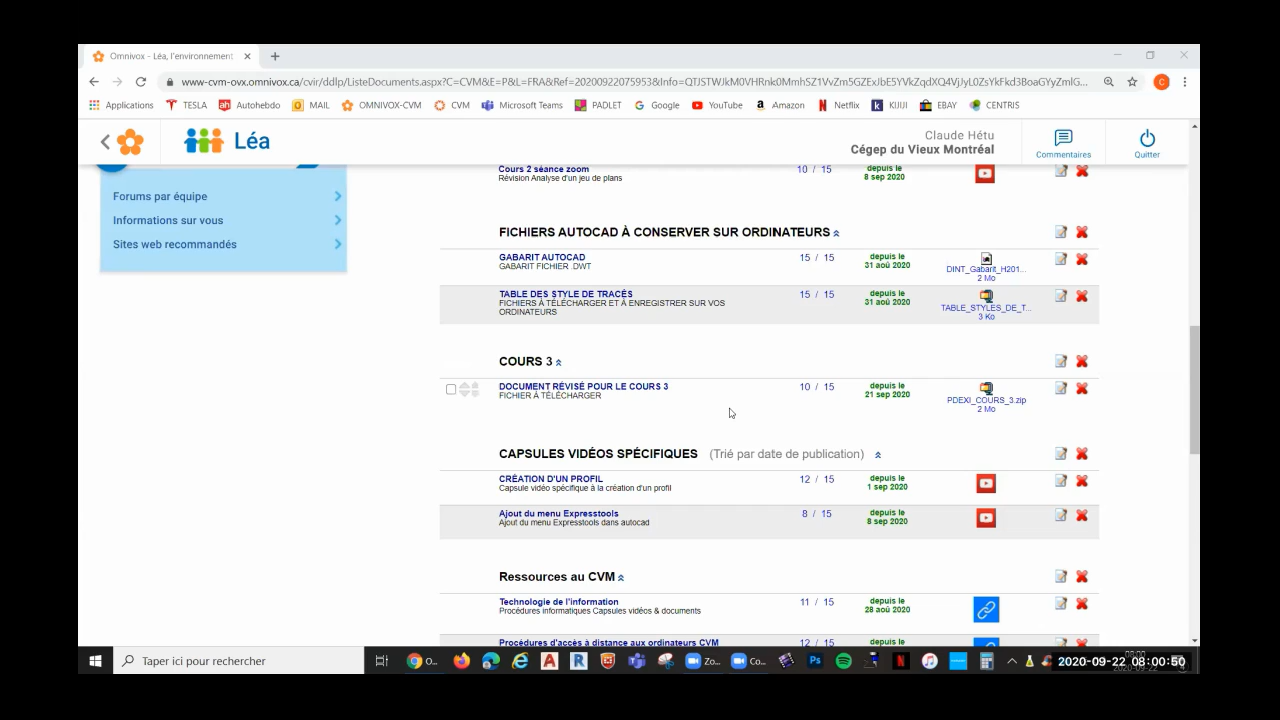 Omnivox - Léa, l'environnement
www-cvm-ovx.omnivox.ca/cvir/ddlp/ListeDocuments.aspx?C=CVM&E=P&L=FRA&Ref=20200922075953&Info=
Applications TESLA Autohebdo MAIL OMNIVOX-CVM CVM Microsoft Teams PADLET Google YouTube Amazon Netflix KIJIJI EBAY CENTRIS
Léa
Claude Hétu
Cégep du Vieux Montréal
Commentaires
Quitter
Forums par équipe
Informations sur vous
Sites web recommandés
Cours 2 séance zoom 10 / 15 depuis le
Révision Analyse d'un jeu de plans 8 sep 2020
FICHIERS AUTOCAD À CONSERVER SUR ORDINATEURS
GABARIT AUTOCAD 15 / 15 depuis le
GABARIT FICHIER .DWT 31 aoû 2020
DINT_Gabarit_H201...
2 Mo
TABLE DES STYLE DE TRACÉS 15 / 15 depuis le
FICHIERS À TÉLÉCHARGER ET À ENREGISTRER SUR VOS 31 aoû 2020
ORDINATEURS
TABLE_STYLES_DE_T...
3 Ko
COURS 3
DOCUMENT RÉVISÉ POUR LE COURS 3 10 / 15 depuis le
FICHIER À TÉLÉCHARGER 21 sep 2020
PDEXI_COURS_3.zip
2 Mo
CAPSULES VIDÉOS SPÉCIFIQUES (Trié par date de publication)
CRÉATION D'UN PROFIL 12 / 15 depuis le
Capsule vidéo spécifique à la création d'un profil 1 sep 2020
Ajout du menu Expresstools 8 / 15 depuis le
Ajout du menu Expresstools dans autocad 8 sep 2020
Ressources au CVM
Technologie de l'information 11 / 15 depuis le
Procédures informatiques Capsules vidéos & documents 28 aoû 2020
Procédures d'accès à distance aux ordinateurs CVM 12 / 15 depuis le
Taper ici pour rechercher
O... Zo... Co...
2020-09-22 08:00:50